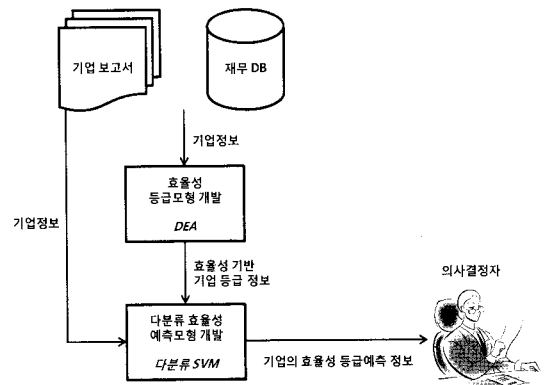 기업 보고서
재무 DB
기업정보
효율성
등급모형 개발
DEA
기업정보
효율성 기반
기업 등급 정보
의사결정자
다분류 효율성
예측모형 개발
다분류 SVM
기업의 효율성 등급예측 정보